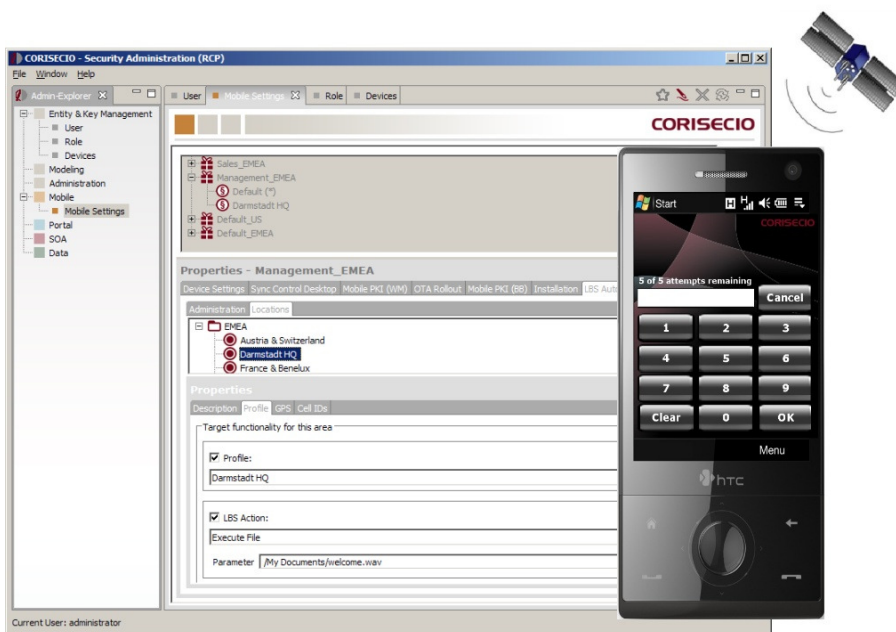 CORISECIO - Security Administration (RCP)
File Window Help
Admin-Explorer
Entity & Key Management
User
Role
Devices
Modeling
Administration
Mobile
Mobile Settings
Portal
SOA
Data
User Mobile Settings Role Devices
CORISECIO
Sales_EMEA
Management_EMEA
Default (*)
Darmstadt HQ
Default_US
Default_EMEA
Properties - Management_EMEA
Device Settings Sync Control Desktop Mobile PKI (WM) OTA Rollout Mobile PKI (BB) Installation LBS Auto
Administration Locations
EMEA
Austria & Switzerland
Darmstadt HQ
France & Benelux
Properties
Description Profile GPS Cell IDs
Target functionality for this area
Profile:
Darmstadt HQ
LBS Action:
Execute File
Parameter /My Documents/welcome.wav
Current User: administrator
Start H
CORISECIO
5 of 5 attempts remaining
Cancel
1 2 3
4 5 6
7 8 9
Clear 0 OK
Menu
htc